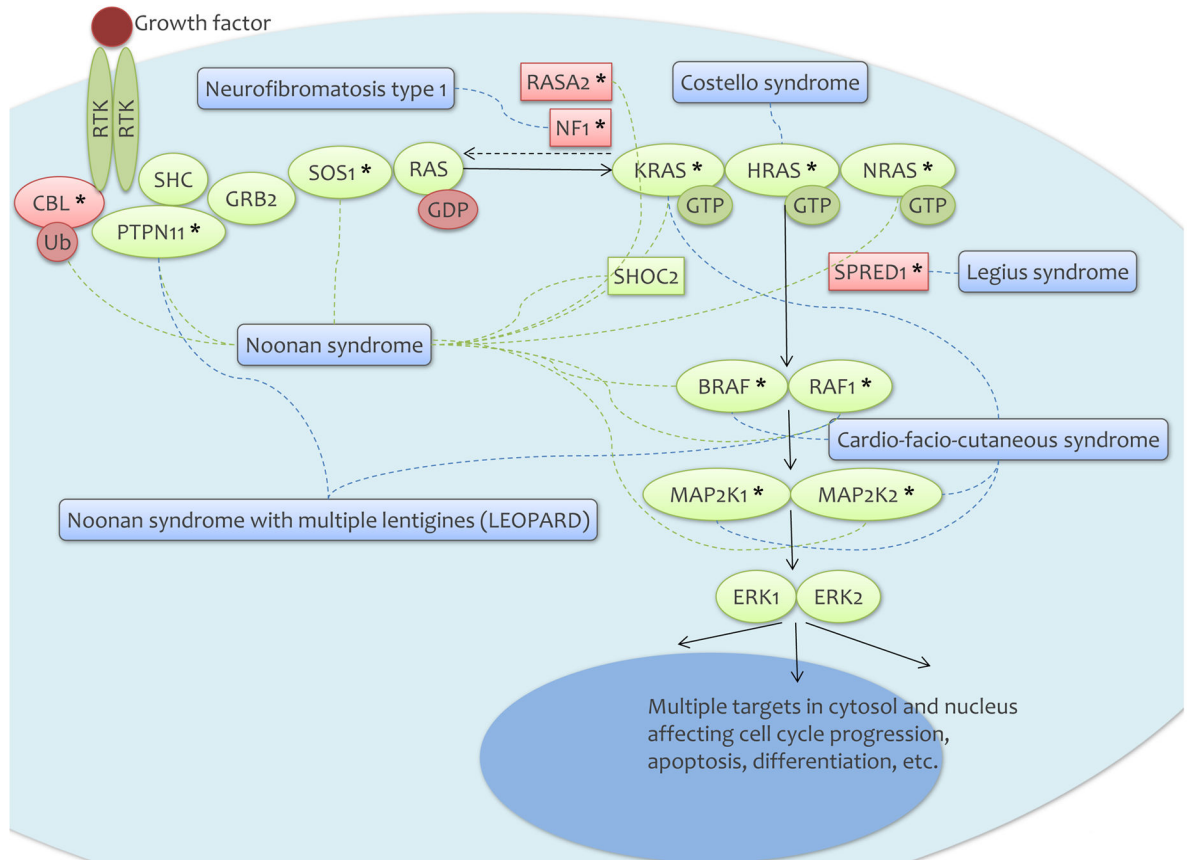 Growth factor
RTK
RTK
Neurofibromatosis type 1
RASA2 *
Costello syndrome
NF1 *
SHC
SOS1 *
RAS
KRAS *
HRAS *
NRAS *
CBL *
GRB2
GDP
GTP
GTP
GTP
PTPN11 *
Ub
SHOC2
SPRED1 *
Legius syndrome
Noonan syndrome
BRAF *
RAF1 *
Cardio-facio-cutaneous syndrome
MAP2K1 *
MAP2K2 *
Noonan syndrome with multiple lentigines (LEOPARD)
ERK1
ERK2
Multiple targets in cytosol and nucleus
affecting cell cycle progression,
apoptosis, differentiation, etc.